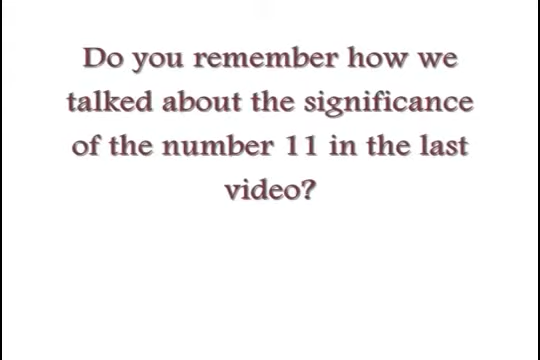 Do you remember how we
talked about the significance
of the number 11 in the last
video?